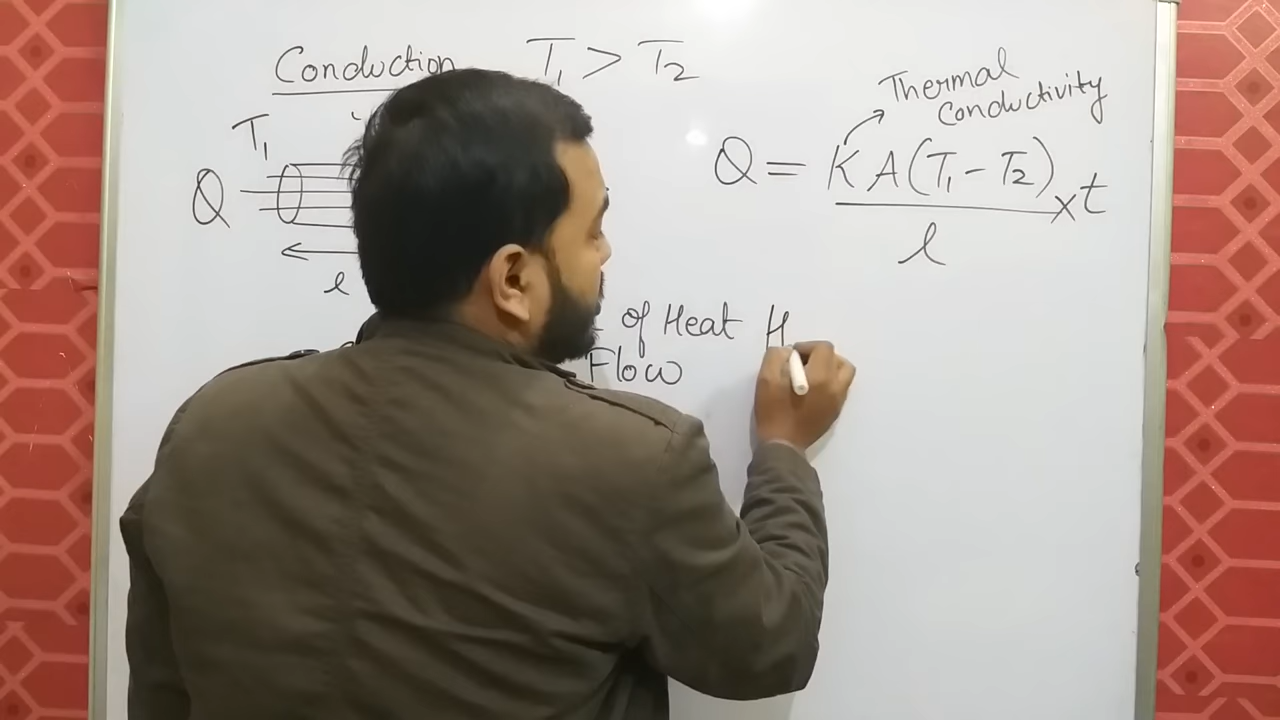 Conduction T₁ > T₂
Thermal
Conductivity
T₁
Q
Q = KA(T₁ - T₂) × t
l
l
of Heat H
Flow